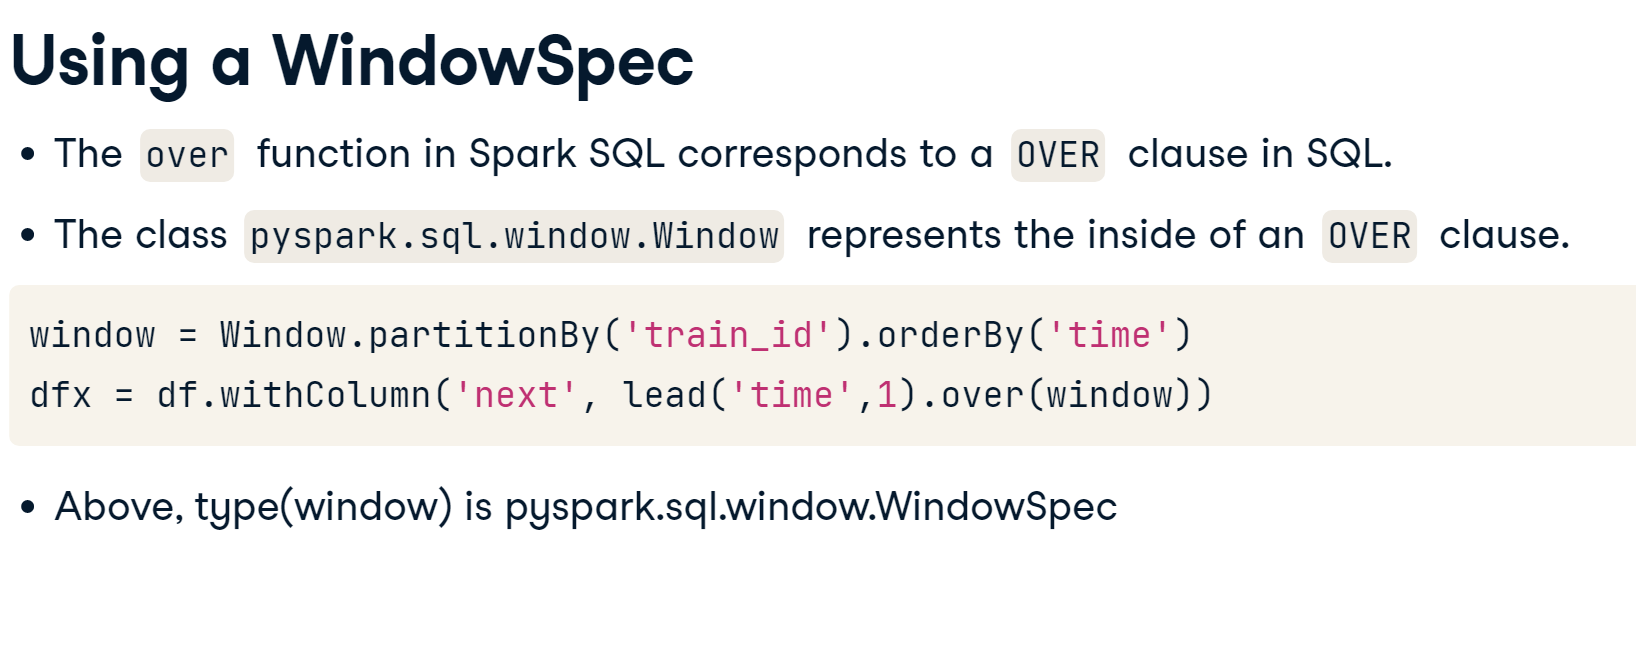 Using a WindowSpec
• The over function in Spark SQL corresponds to a OVER clause in SQL.
• The class pyspark.sql.window.Window represents the inside of an OVER clause.
window = Window.partitionBy('train_id').orderBy('time')
dfx = df.withColumn('next', lead('time',1).over(window))
• Above, type(window) is pyspark.sql.window.WindowSpec